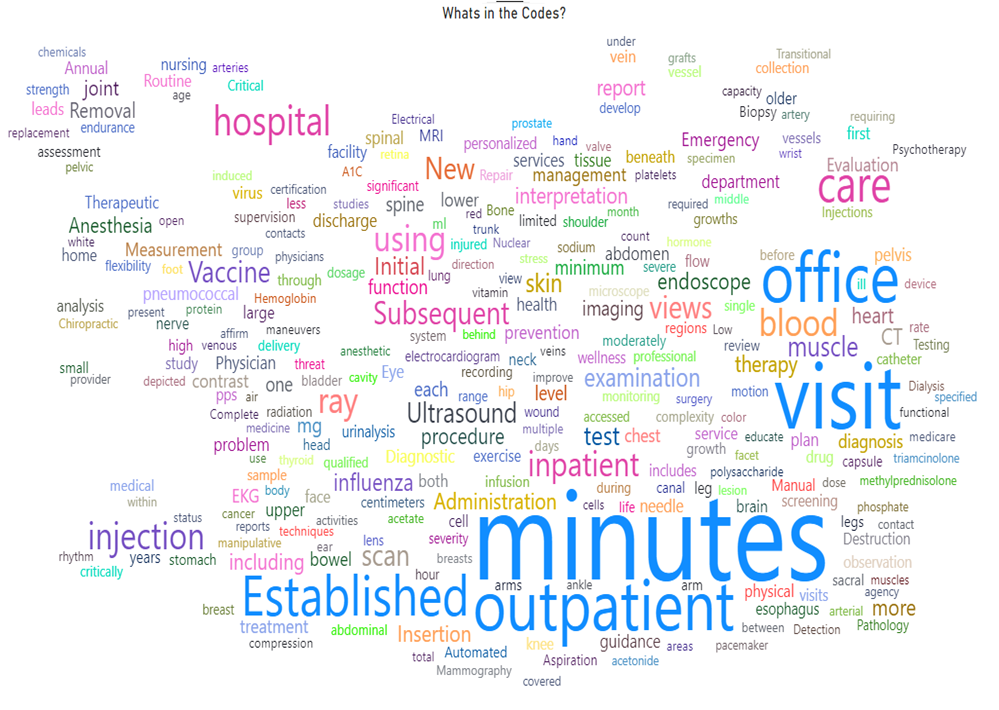 Whats in the Codes?
chemicals under Transitional
Annual nursing arteries vein grafts vessel collection
strength joint Routine Critical report capacity older
age develop Biopsy artery
leads Removal hospital Electrical prostate requiring
replacement endurance spinal MRI personalized hand Emergency vessels first
assessment facility retina valve wrist Psychotherapy
pelvic A1C New Repair services tissue beneath specimen Evaluation
induced virus certification significant management platelets department care
Therapeutic less studies spine lower interpretation required middle
Anesthesia open supervision discharge red Bone limited shoulder month growths Injections
white contacts ml trunk
home Measurement group physicians using injured Nuclear sodium count hormone before pelvis
flexibility foot Vaccine through dosage Initial lung direction stress minimum abdomen severe flow office ill device
pneumococcal function view skin endoscope
analysis present protein Hemoglobin large vitamin health microscope imaging views single blood heart
Chiropractic nerve affirm maneuvers Subsequent system behind prevention regions Low CT rate Testing
high venous delivery anesthetic veins moderately review muscle
small study Physician threat electrocardiogram neck wellness professional therapy catheter
provider depicted contrast one bladder cavity Eye recording improve examination visit Dialysis
pps air ray each range hip level monitoring surgery motion specified
Complete radiation Ultrasound wound accessed complexity color functional
medicine mg urinalysis multiple test chest service educate plan diagnosis medicare
problem head procedure days growth facet
use thyroid qualified Diagnostic exercise inpatient includes polysaccharide drug capsule triamcinolone
sample influenza both infusion during canal leg lesion Manual dose methylprednisolone
medical EKG body face centimeters Administration cells life needle brain screening phosphate
within cancer upper
status reports activities acetate cell minutes legs contact
injection manipulative techniques lens severity Destruction
rhythm years stomach including ear bowel scan breasts observation
critically hour arms ankle arm physical visits sacral muscles
agency
breast Established outpatient esophagus arterial more
treatment abdominal Insertion knee guidance between Detection Pathology
compression total Automated areas pacemaker
Mammography Aspiration acetonide
covered